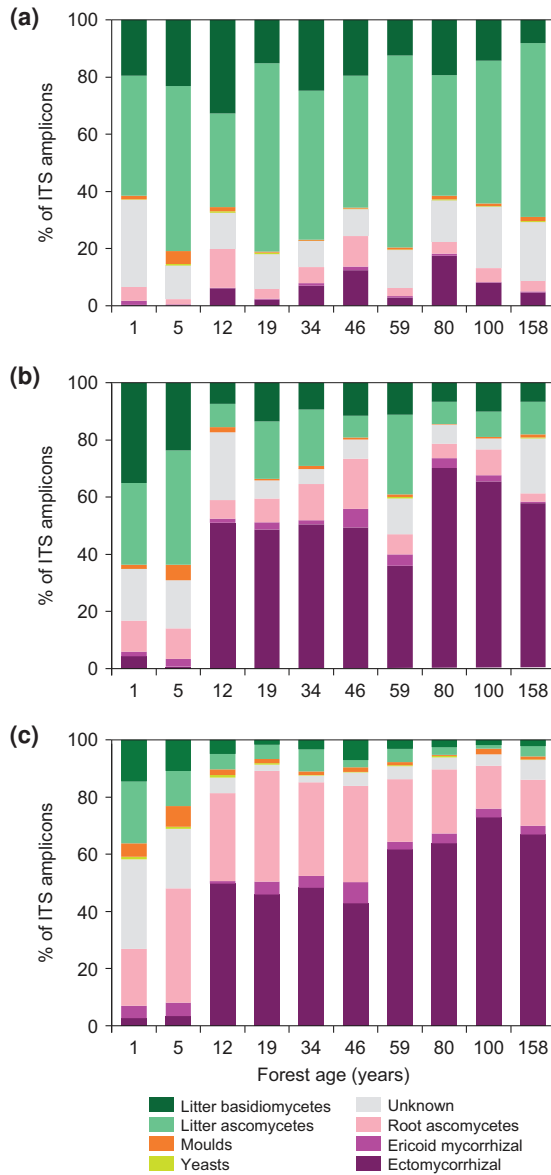 (a)
% of ITS amplicons
100
80
60
40
20
0
1 5 12 19 34 46 59 80 100 158
(b)
% of ITS amplicons
100
80
60
40
20
0
1 5 12 19 34 46 59 80 100 158
(c)
% of ITS amplicons
100
80
60
40
20
0
1 5 12 19 34 46 59 80 100 158
Forest age (years)
Litter basidiomycetes
Litter ascomycetes
Moulds
Yeasts
Unknown
Root ascomycetes
Ericoid mycorrhizal
Ectomycorrhizal